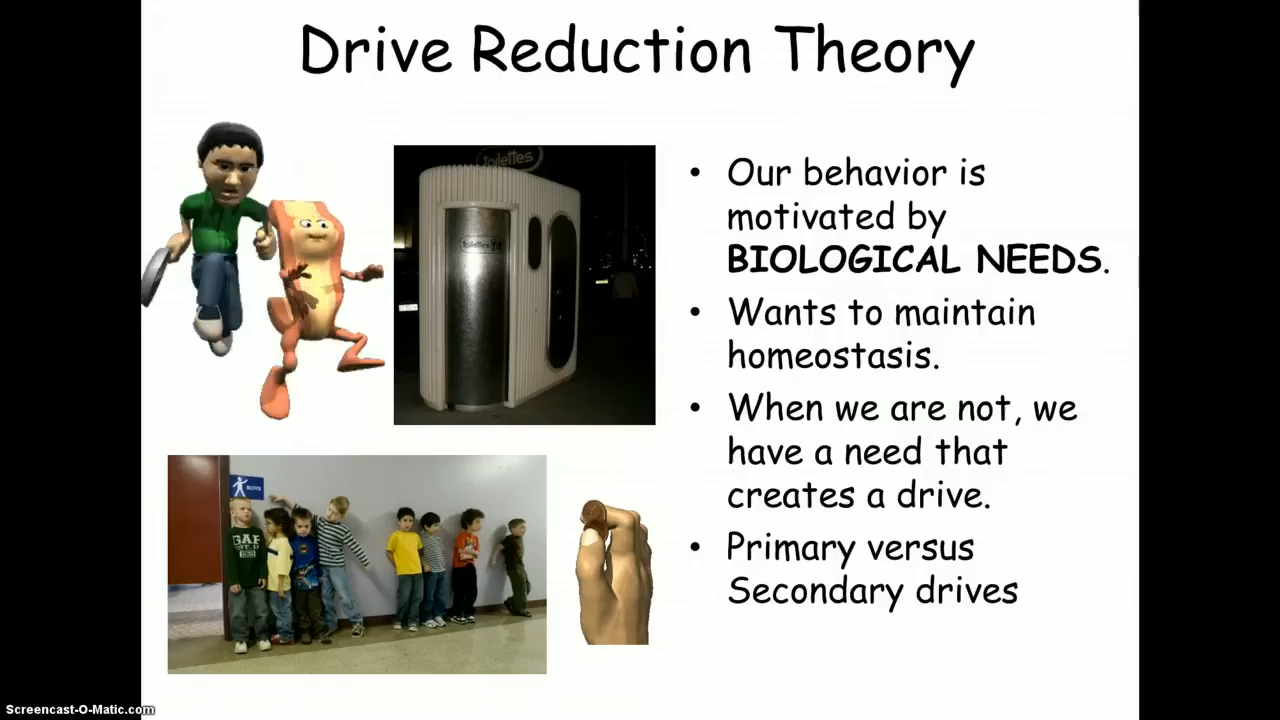 Drive Reduction Theory
toilettes
toilettes
BOYS
GAP
• Our behavior is
motivated by
BIOLOGICAL NEEDS.
• Wants to maintain
homeostasis.
• When we are not, we
have a need that
creates a drive.
• Primary versus
Secondary drives
Screencast-O-Matic.com